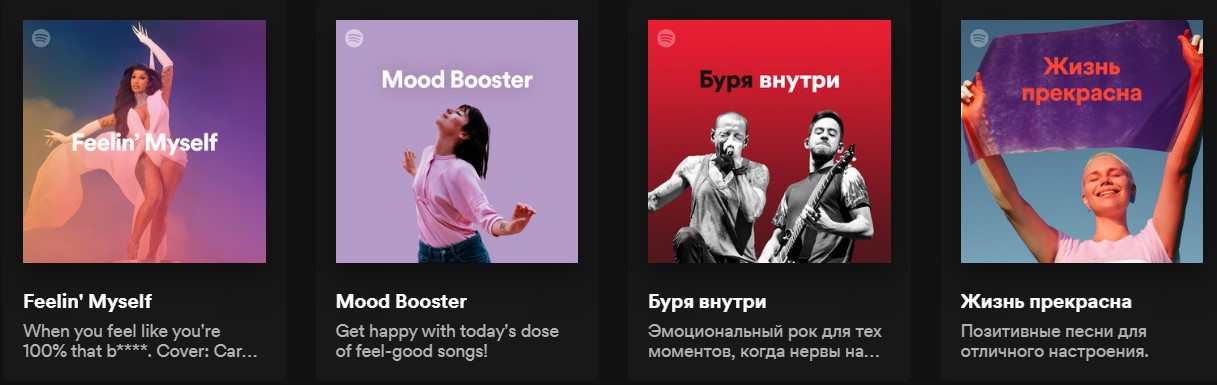 Feelin' Myself
Feelin' Myself
When you feel like you're
100% that b****. Cover: Car...
Mood Booster
Mood Booster
Get happy with today's dose
of feel-good songs!
Буря внутри
Буря внутри
Эмоциональный рок для тех
моментов, когда нервы на...
Жизнь
прекрасна
Жизнь прекрасна
Позитивные песни для
отличного настроения.